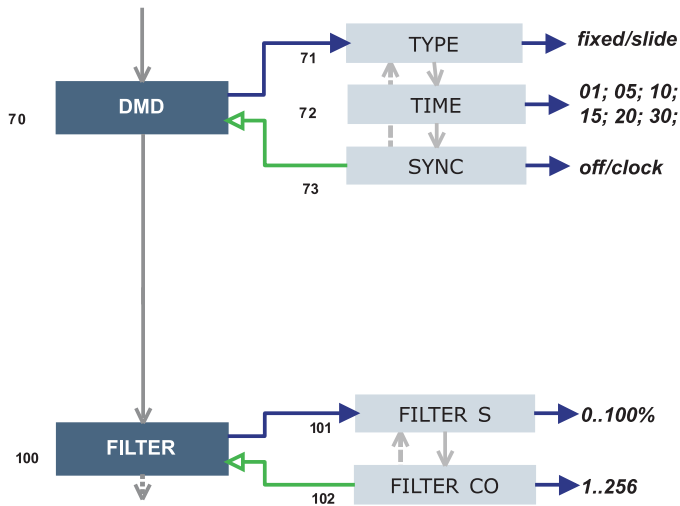 71
TYPE
fixed/slide
70
DMD
72
TIME
01; 05; 10;
15; 20; 30;
73
SYNC
off/clock
101
FILTER S
0..100%
100
FILTER
102
FILTER CO
1..256